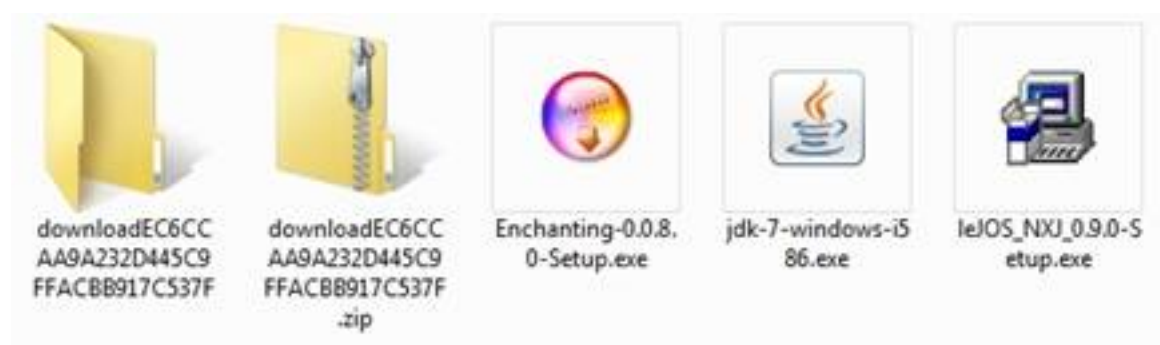 downloadEC6CC
AA9A232D445C9
FFACBB917C537F
downloadEC6CC
AA9A232D445C9
FFACBB917C537F
.zip
Enchanting-0.0.8.
0-Setup.exe
jdk-7-windows-i5
86.exe
leJOS_NXJ_0.9.0-S
etup.exe